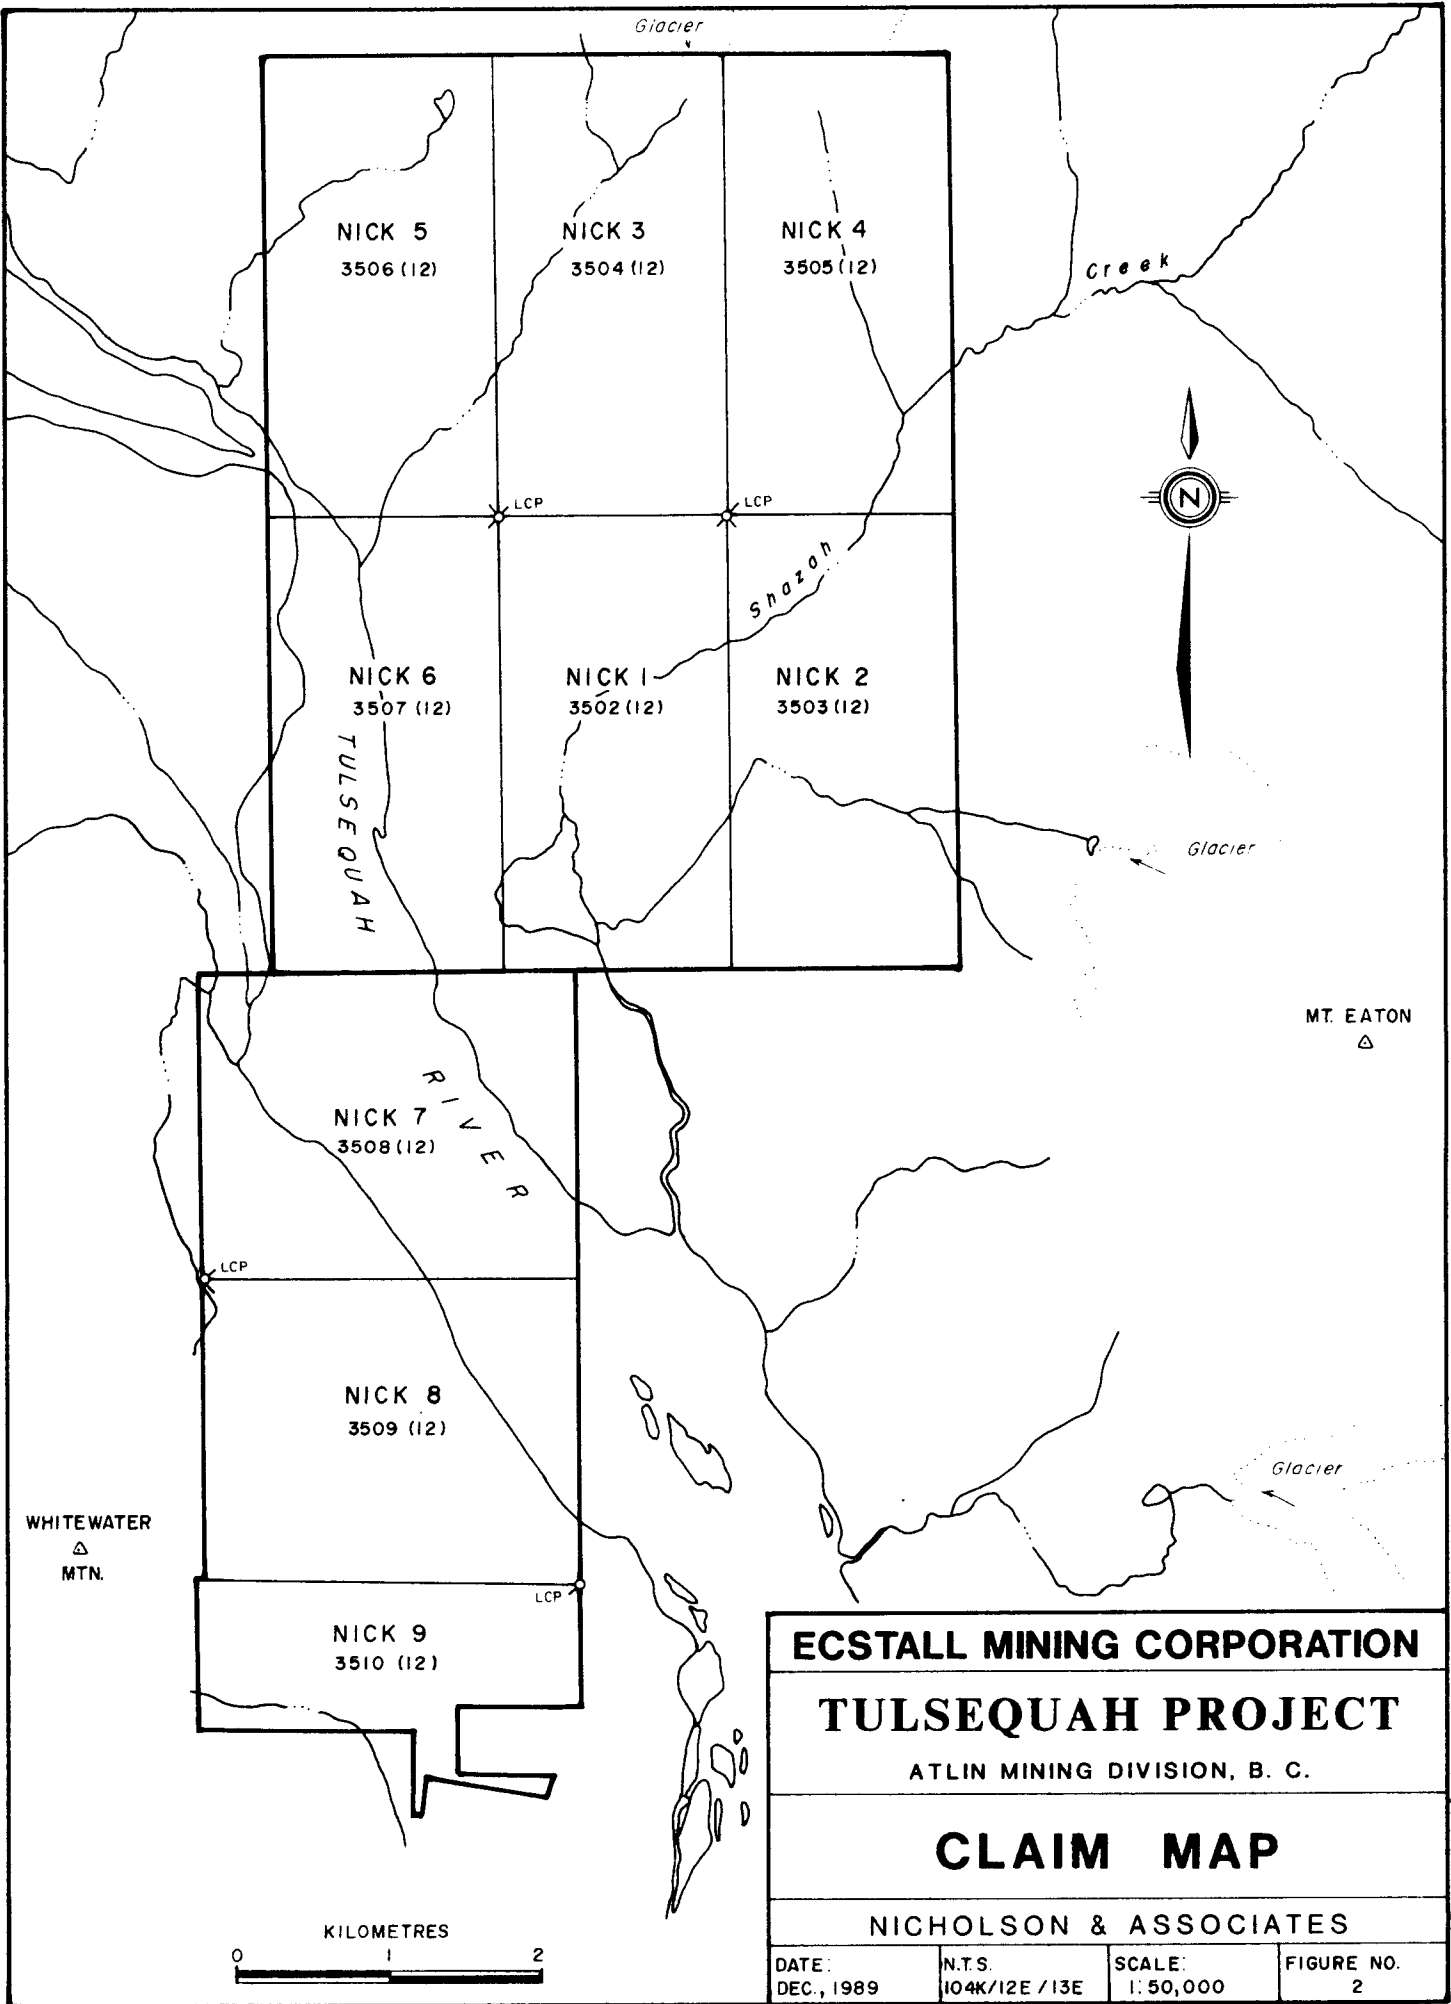 Glacier
NICK 5
3506 (12)
NICK 3
3504 (12)
NICK 4
3505 (12)
Creek
LCP
LCP
N
Shazah
NICK 6
3507 (12)
NICK 1
3502 (12)
NICK 2
3503 (12)
TULSEQUAH
Glacier
MT. EATON
RIVER
NICK 7
3508 (12)
LCP
NICK 8
3509 (12)
Glacier
WHITEWATER
MTN.
LCP
NICK 9
3510 (12)
ECSTALL MINING CORPORATION
TULSEQUAH PROJECT
ATLIN MINING DIVISION, B. C.
CLAIM MAP
NICHOLSON & ASSOCIATES
KILOMETRES
0 1 2
DATE:
DEC., 1989
N.T.S.
104K/12E/13E
SCALE:
1:50,000
FIGURE NO.
2